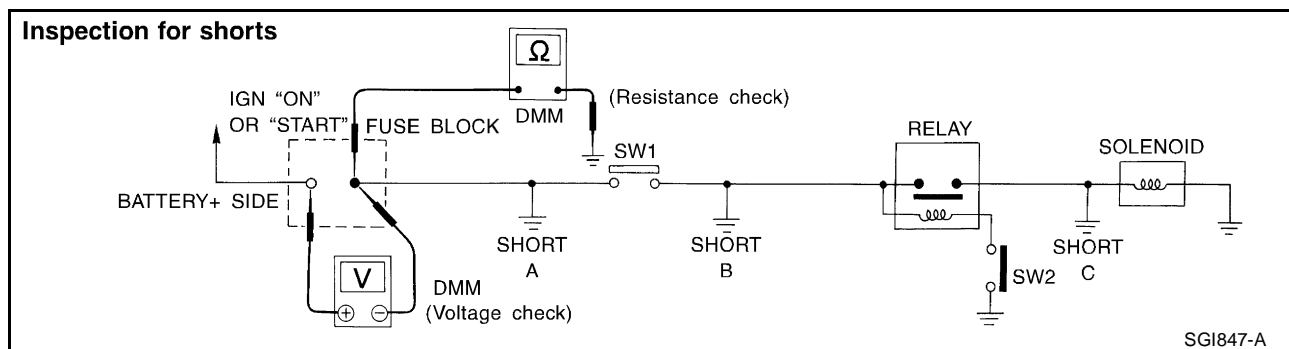 Inspection for shorts
Ω
IGN “ON”
OR “START”
FUSE BLOCK
DMM
(Resistance check)
SW1
RELAY
SOLENOID
BATTERY+ SIDE
SHORT
A
SHORT
B
SHORT
C
SW2
V
+ −
DMM
(Voltage check)
SGI847-A